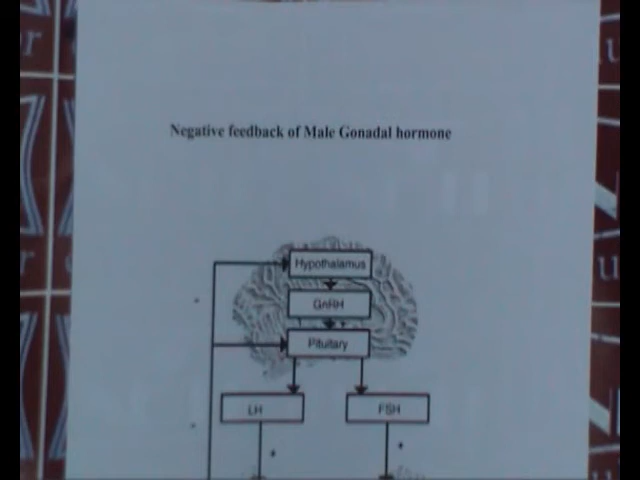 Negative feedback of Male Gonadal hormone
Hypothalamus
GnRH
Pituitary
LH
FSH